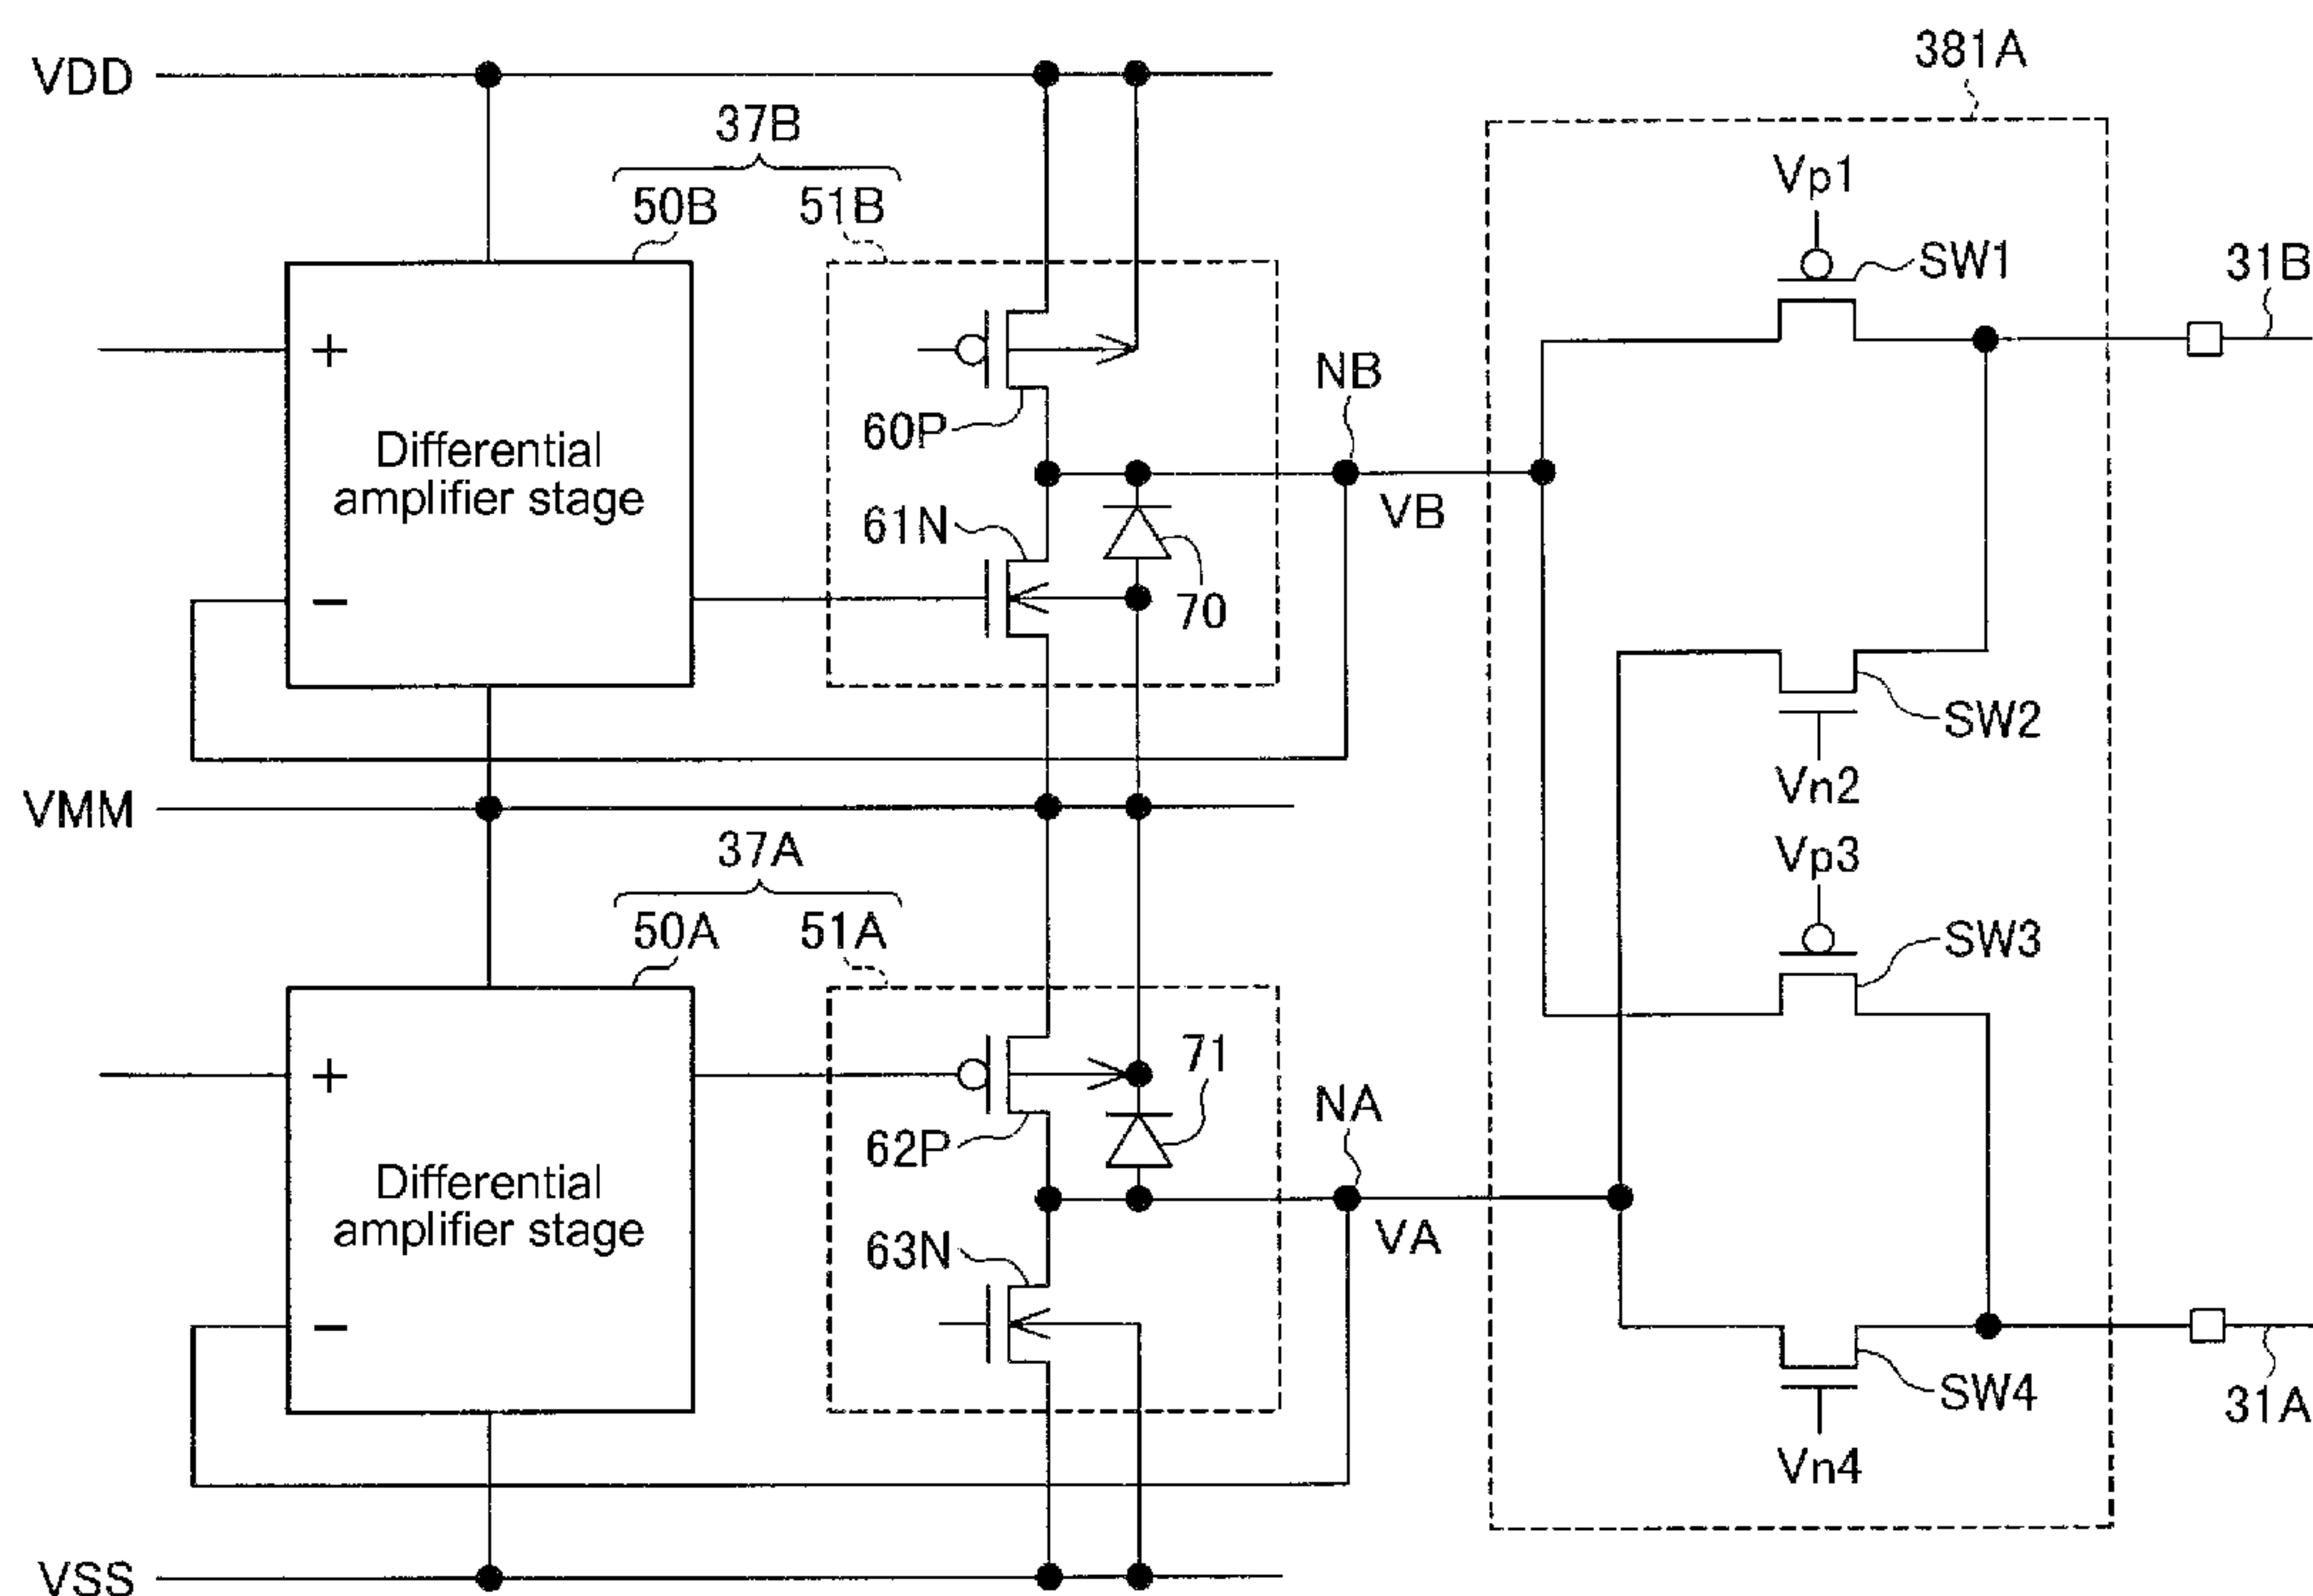 381A
VDD
37B
50B
51B
Vp1
SW1
31B
+
Differential
amplifier stage
−
60P
61N
70
NB
VB
SW2
Vn2
VMM
37A
50A
51A
Vp3
SW3
+
Differential
amplifier stage
−
62P
63N
71
NA
VA
SW4
31A
Vn4
VSS